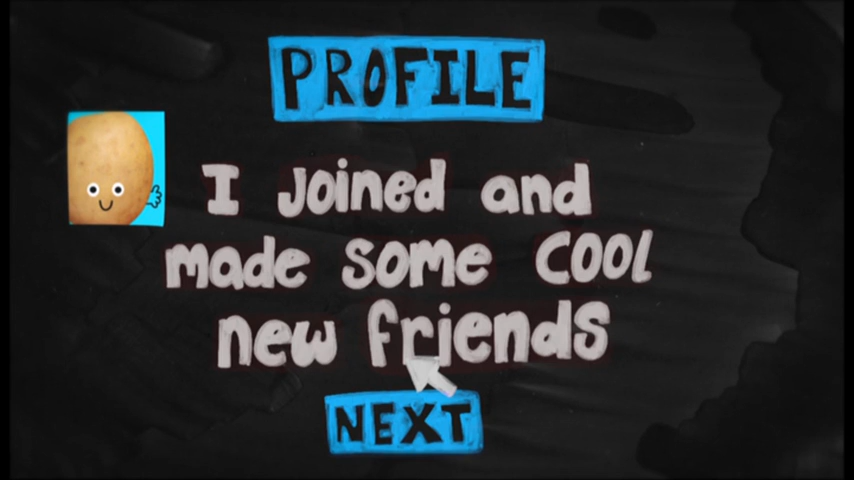 PROFILE
I joined and
made some COOl
new friends
NEXT